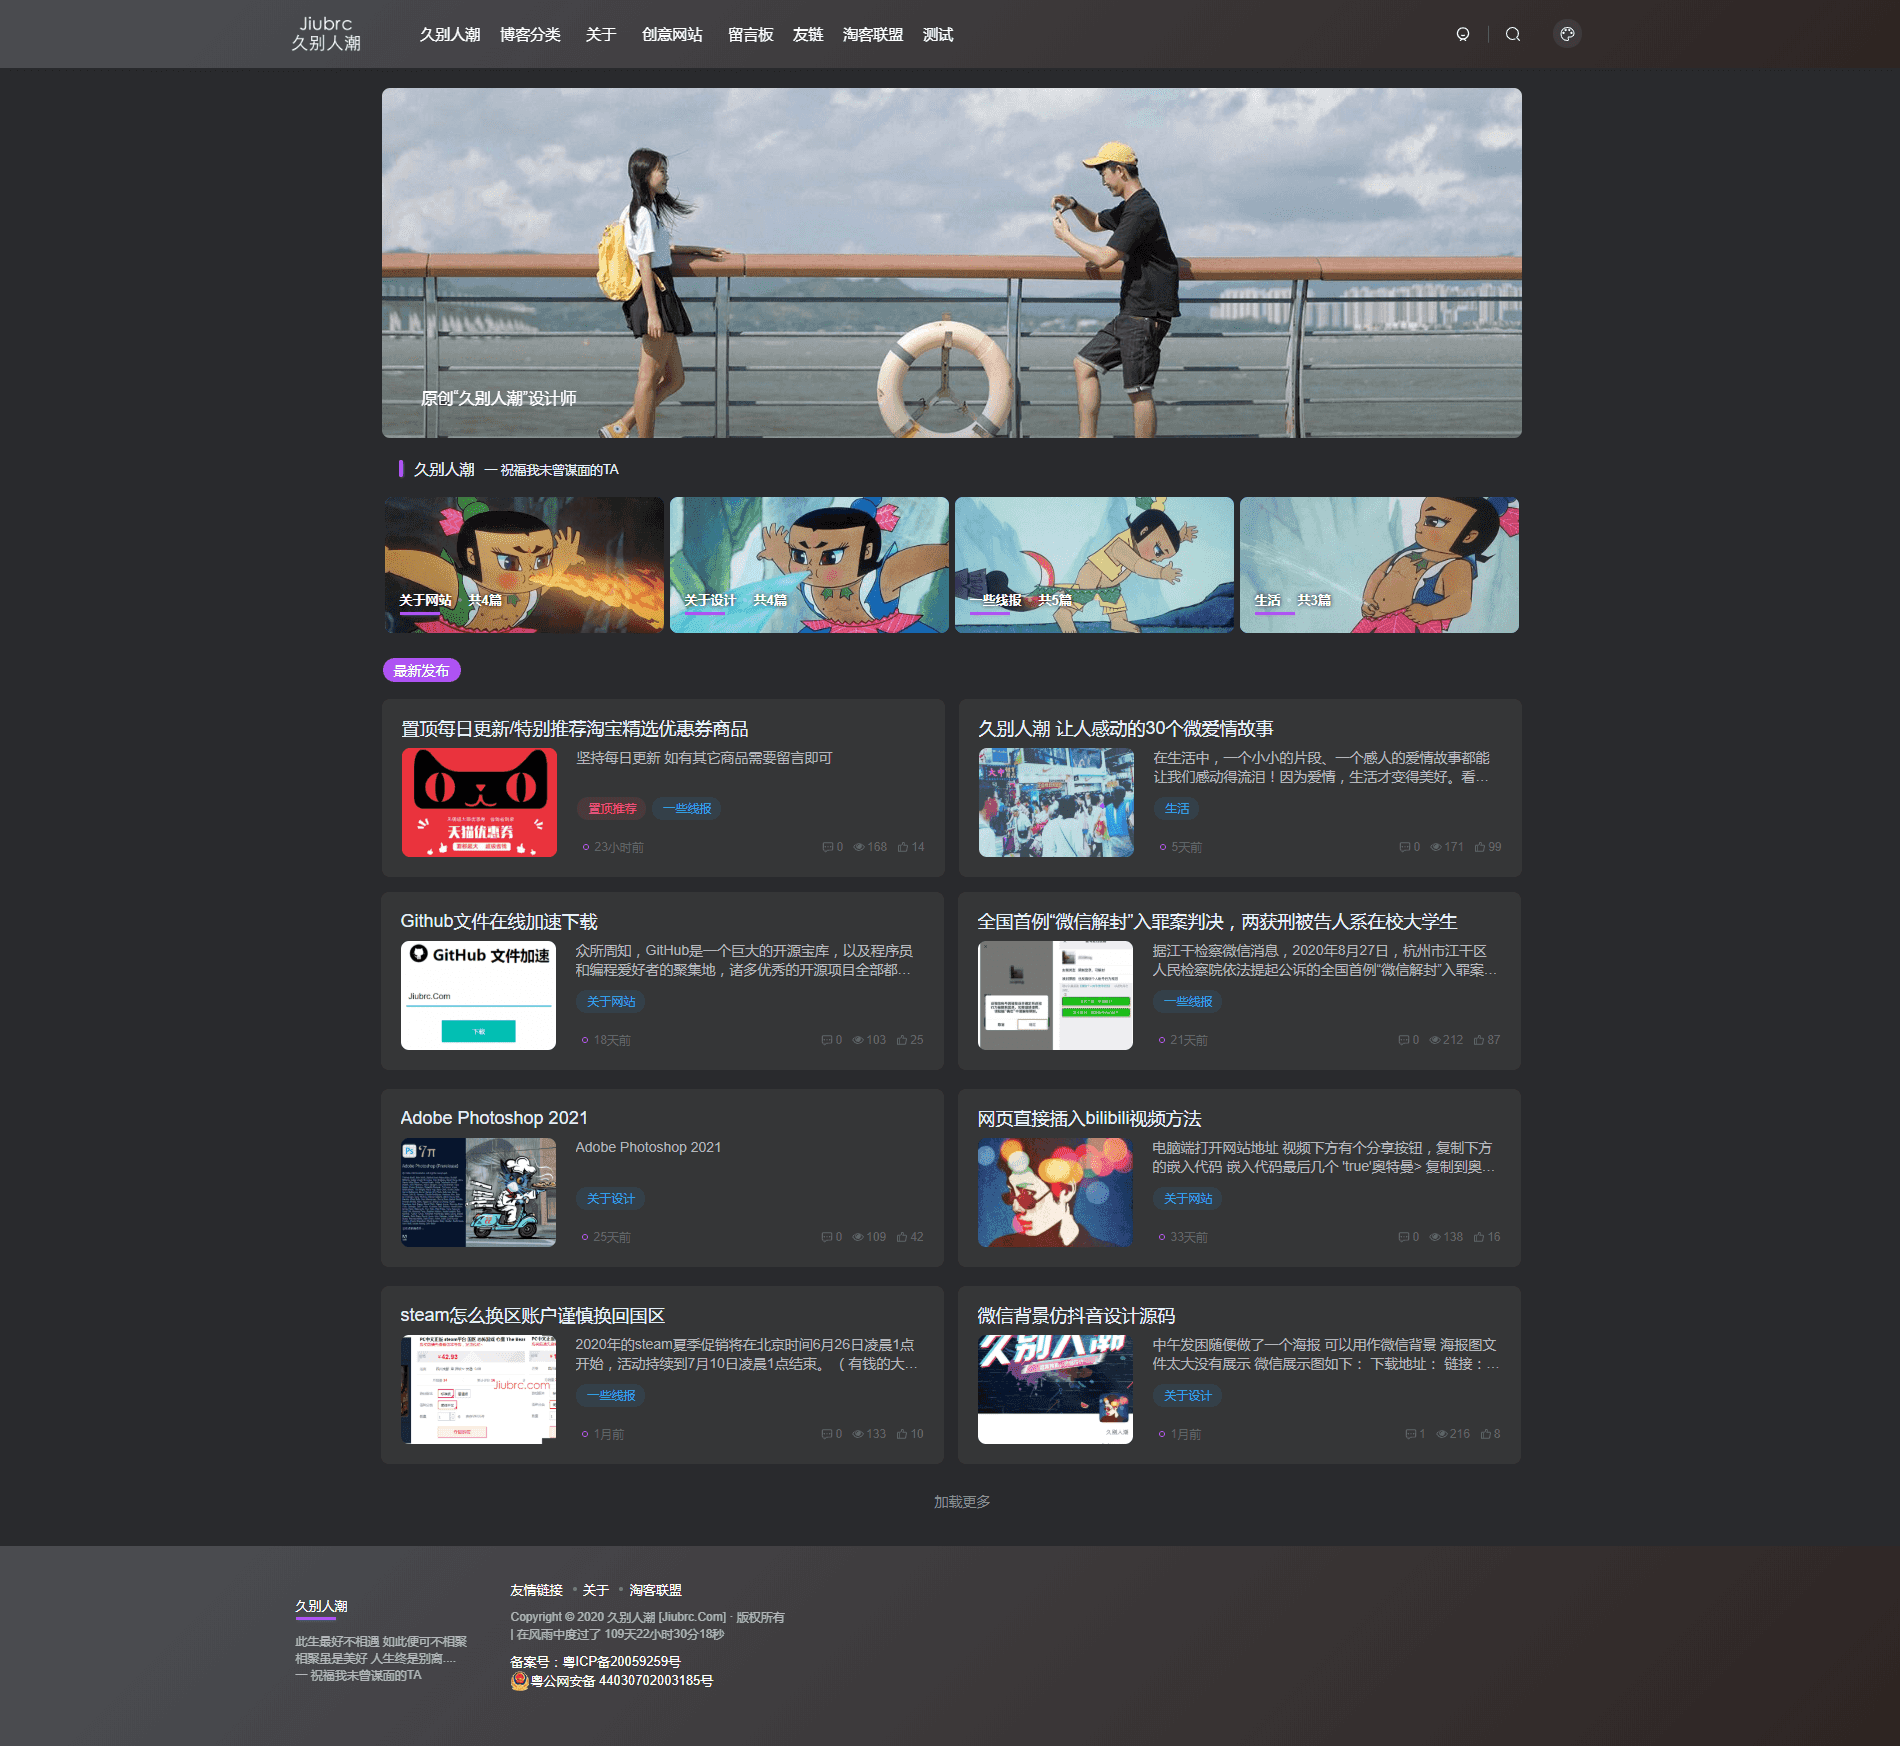 Jiubrc
久别人潮
久别人潮 博客分类 关于 创意网站 留言板 友链 淘客联盟 测试
原创“久别人潮”设计师
久别人潮 — 祝福我未曾谋面的TA
关于网站 共4篇
关于设计 共4篇
一些线报 共5篇
生活 共3篇
最新发布
置顶每日更新/特别推荐淘宝精选优惠券商品
坚持每日更新 如有其它商品需要留言即可
天猫优惠券
置顶推荐 一些线报
23小时前 0 168 14
久别人潮 让人感动的30个微爱情故事
在生活中，一个小小的片段、一个感人的爱情故事都能
让我们感动得流泪！因为爱情，生活才变得美好。看…
生活
5天前 0 171 99
Github文件在线加速下载
GitHub 文件加速
Jiubrc.Com
下载
众所周知，GitHub是一个巨大的开源宝库，以及程序员
和编程爱好者的聚集地，诸多优秀的开源项目全部都…
关于网站
18天前 0 103 25
全国首例“微信解封”入罪案判决，两获刑被告人系在校大学生
据江干检察微信消息，2020年8月27日，杭州市江干区
人民检察院依法提起公诉的全国首例“微信解封”入罪案…
一些线报
21天前 0 212 87
Adobe Photoshop 2021
Ps
Adobe Photoshop 2021
关于设计
25天前 0 109 42
网页直接插入bilibili视频方法
电脑端打开网站地址 视频下方有个分享按钮，复制下方
的嵌入代码 嵌入代码最后几个 'true'奥特曼> 复制到奥…
关于网站
33天前 0 138 16
steam怎么换区账户谨慎换回国区
Jiubrc.com
2020年的steam夏季促销将在北京时间6月26日凌晨1点
开始，活动持续到7月10日凌晨1点结束。 （有钱的大…
一些线报
1月前 0 133 10
微信背景仿抖音设计源码
久别人潮
久别人潮
中午发困随便做了一个海报 可以用作微信背景 海报图文
件太大没有展示 微信展示图如下： 下载地址： 链接：…
关于设计
1月前 1 216 8
加载更多
久别人潮
此生最好不相遇 如此便可不相聚
相聚虽是美好 人生终是别离....
— 祝福我未曾谋面的TA
友情链接 关于 淘客联盟
Copyright © 2020 久别人潮 [Jiubrc.Com] · 版权所有
| 在风雨中度过了 109天22小时30分18秒
备案号：粤ICP备20059259号
粤公网安备 44030702003185号